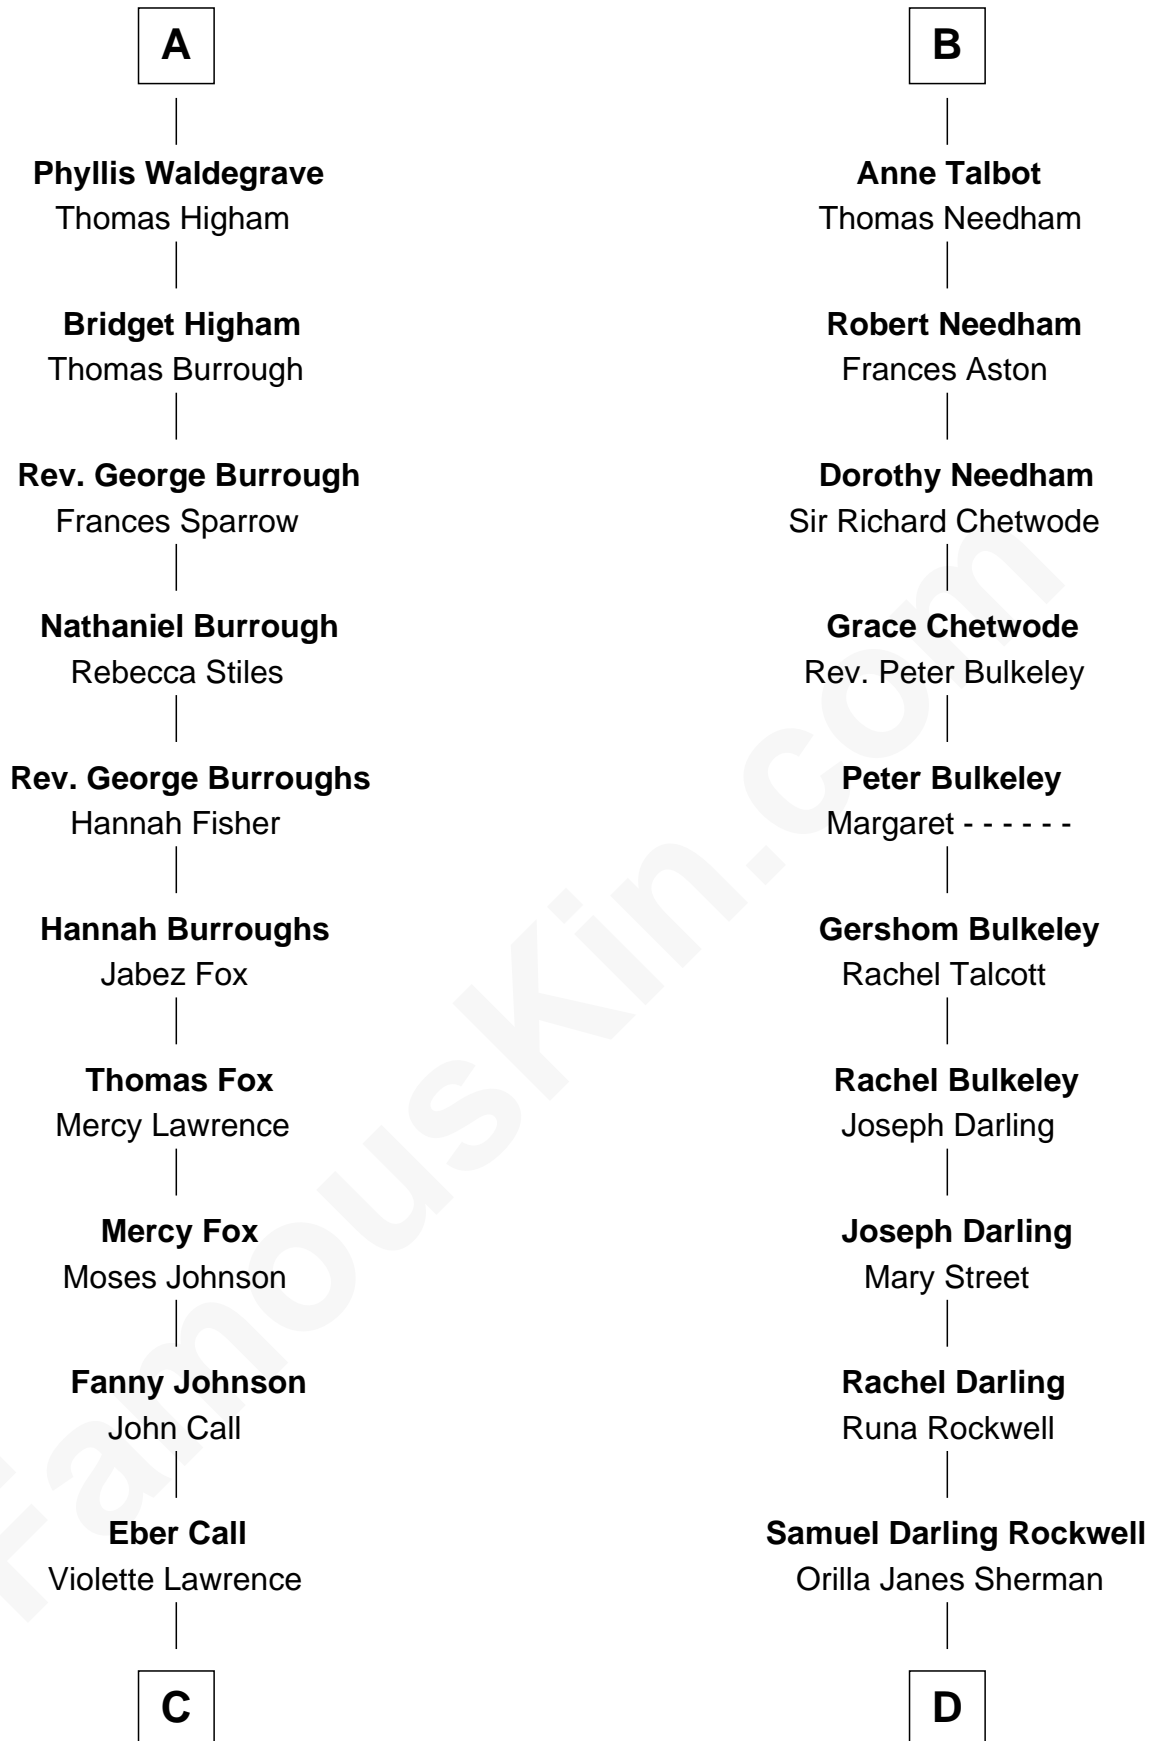 A
Phyllis Waldegrave
Thomas Higham
Bridget Higham
Thomas Burrough
Rev. George Burrough
Frances Sparrow
Nathaniel Burrough
Rebecca Stiles
Rev. George Burroughs
Hannah Fisher
Hannah Burroughs
Jabez Fox
Thomas Fox
Mercy Lawrence
Mercy Fox
Moses Johnson
Fanny Johnson
John Call
Eber Call
Violette Lawrence
C
B
Anne Talbot
Thomas Needham
Robert Needham
Frances Aston
Dorothy Needham
Sir Richard Chetwode
Grace Chetwode
Rev. Peter Bulkeley
Peter Bulkeley
Margaret - - - - - -
Gershom Bulkeley
Rachel Talcott
Rachel Bulkeley
Joseph Darling
Joseph Darling
Mary Street
Rachel Darling
Runa Rockwell
Samuel Darling Rockwell
Orilla Janes Sherman
D
FamousKin.com